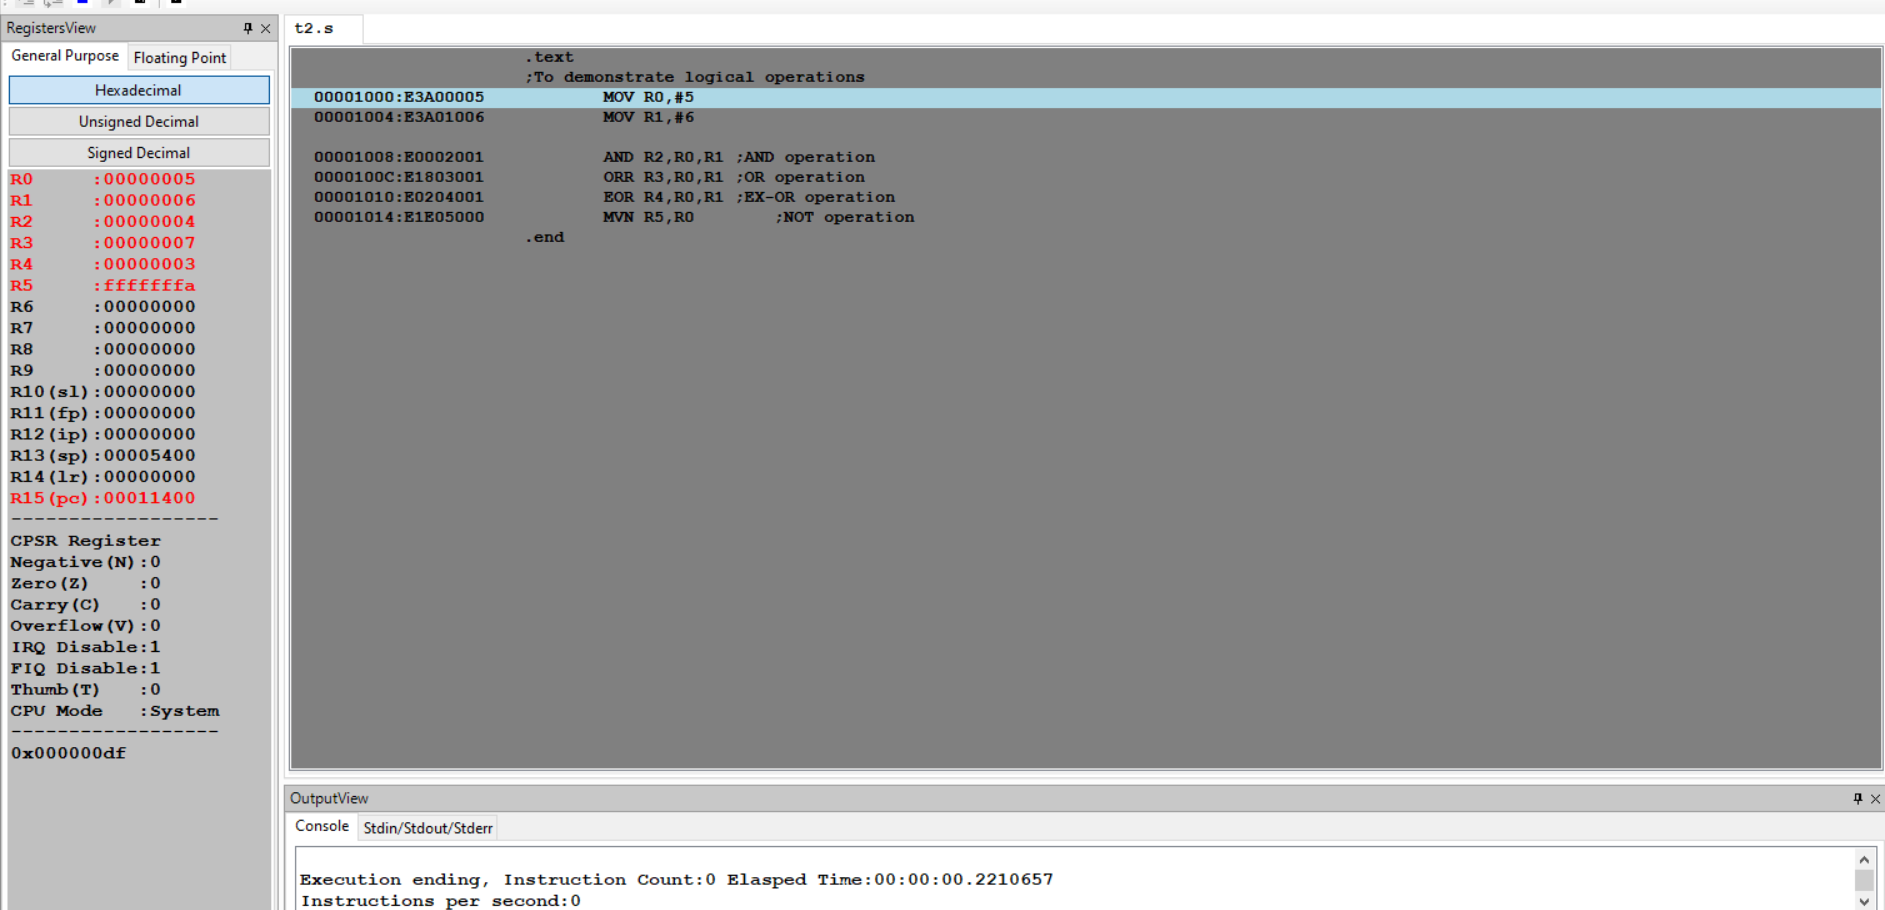 RegistersView
General Purpose Floating Point
Hexadecimal
Unsigned Decimal
Signed Decimal
R0 :00000005
R1 :00000006
R2 :00000004
R3 :00000007
R4 :00000003
R5 :fffffffa
R6 :00000000
R7 :00000000
R8 :00000000
R9 :00000000
R10(sl):00000000
R11(fp):00000000
R12(ip):00000000
R13(sp):00005400
R14(lr):00000000
R15(pc):00011400
------------------
CPSR Register
Negative(N):0
Zero(Z) :0
Carry(C) :0
Overflow(V):0
IRQ Disable:1
FIQ Disable:1
Thumb(T) :0
CPU Mode :System
------------------
0x000000df
t2.s
.text
;To demonstrate logical operations
00001000:E3A00005 MOV R0,#5
00001004:E3A01006 MOV R1,#6
00001008:E0002001 AND R2,R0,R1 ;AND operation
0000100C:E1803001 ORR R3,R0,R1 ;OR operation
00001010:E0204001 EOR R4,R0,R1 ;EX-OR operation
00001014:E1E05000 MVN R5,R0 ;NOT operation
.end
OutputView
Console Stdin/Stdout/Stderr
Execution ending, Instruction Count:0 Elasped Time:00:00:00.2210657
Instructions per second:0